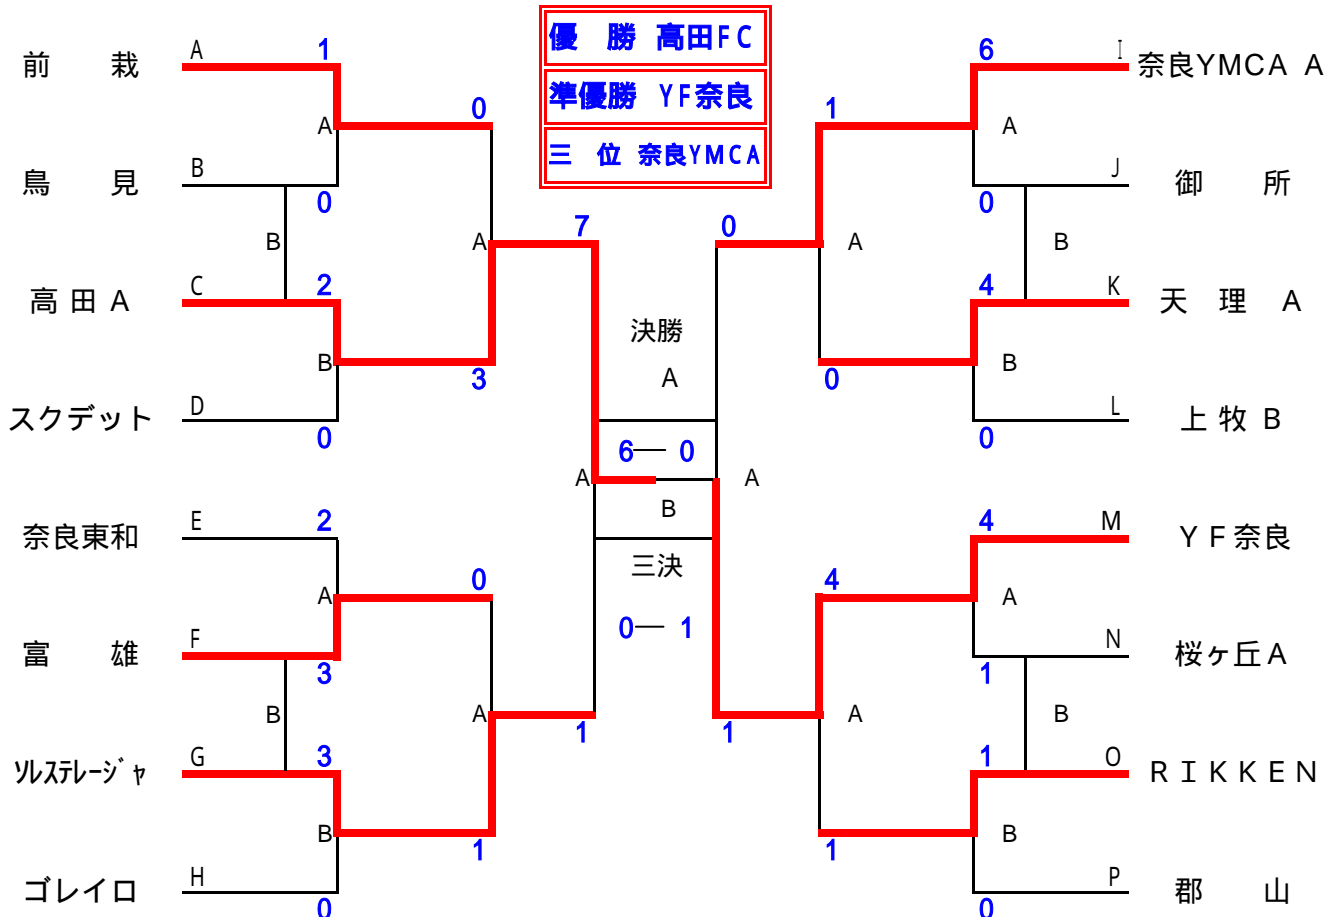 優 勝 高田FC
準優勝 YF奈良
三 位 奈良YMCA
前 栽 A 1
A 0
鳥 見 B 0
B A
高 田 A C 2
B 3
スクデット D 0
奈良東和 E 2
A 0
富 雄 F 3
B A
ソルステレージャ G 3
B 1
ゴレイロ H 0
7 0
決勝
A
6― 0
A A
B
三決
0― 1
1 1
6 I 奈良YMCA A
1 A
0 J 御 所
A B
4 K 天 理 A
0 B
0 L 上 牧 B
4 M YF奈良
4 A
1 N 桜ヶ丘A
A B
1 O RIKKEN
1 B
0 P 郡 山